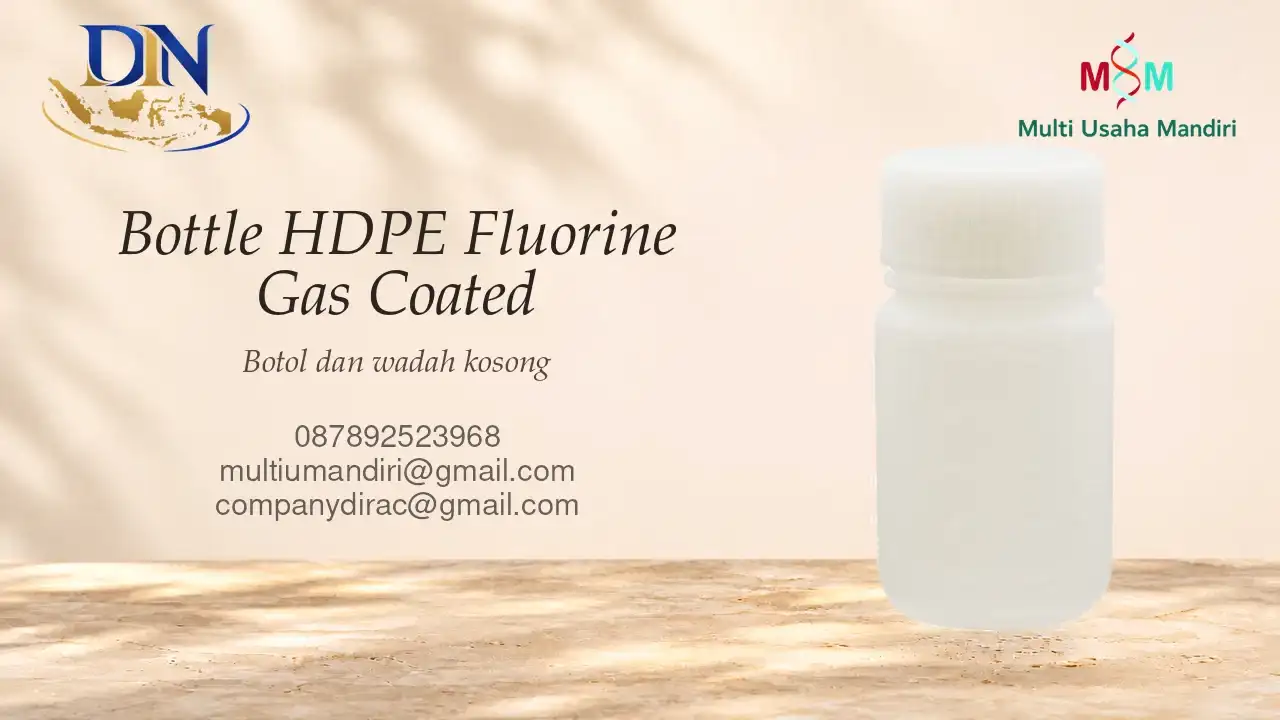 DIN
MSM
Multi Usaha Mandiri
Bottle HDPE Fluorine
Gas Coated
Botol dan wadah kosong
087892523968
multiumandiri@gmail.com
companydirac@gmail.com